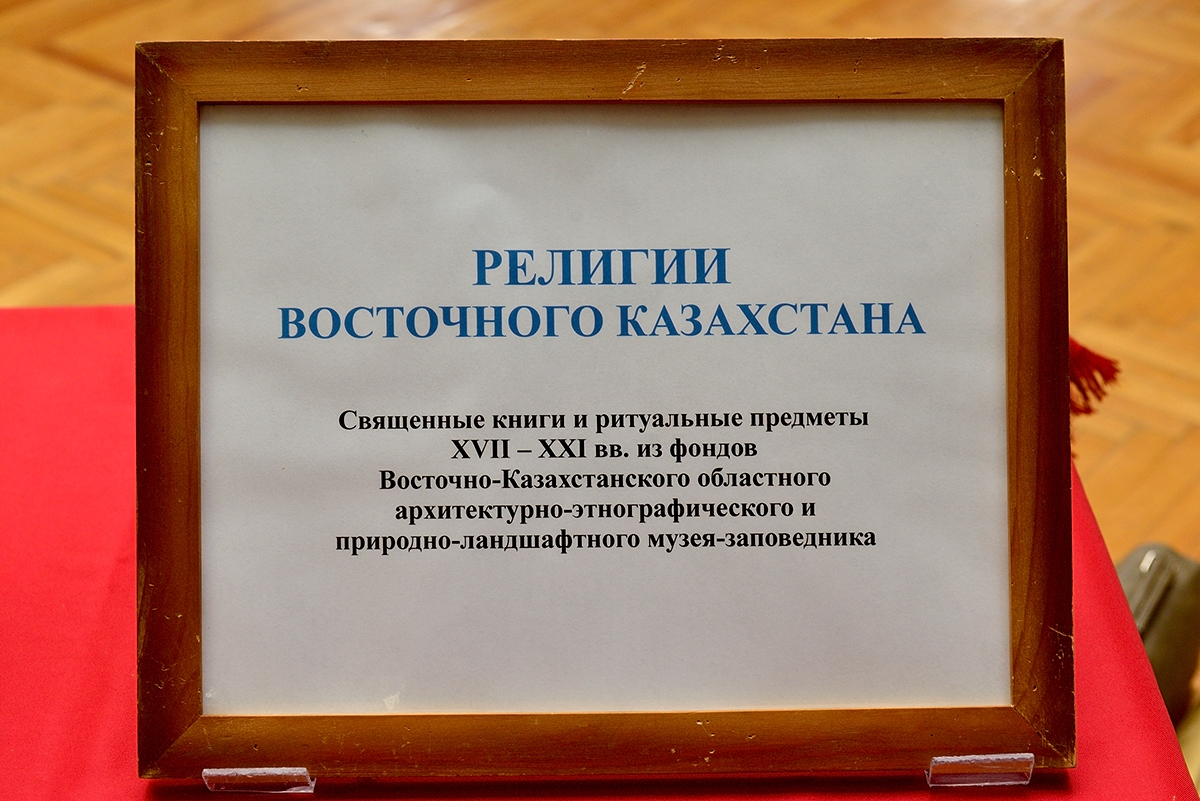 РЕЛИГИИ
ВОСТОЧНОГО КАЗАХСТАНА
Священные книги и ритуальные предметы
XVII – XXI вв. из фондов
Восточно-Казахстанского областного
архитектурно-этнографического и
природно-ландшафтного музея-заповедника